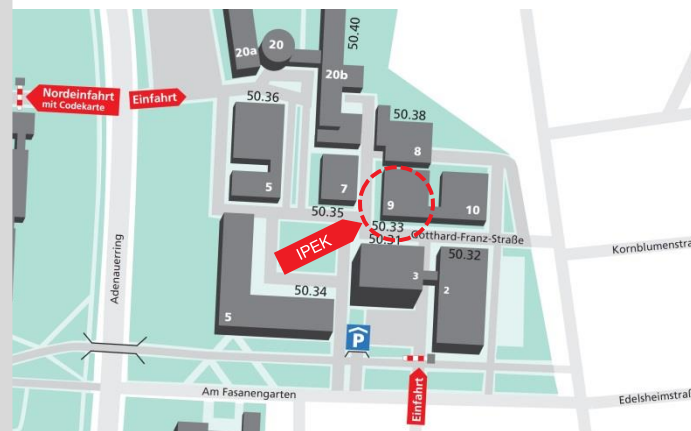 50.40
20a
20
20b
Nordeinfahrt
mit Codekarte
Einfahrt
50.36
50.38
8
5
7
9
10
50.35
50.33
Gotthard-Franz-Straße
50.31
50.32
IPEK
Kornblumenstra
3
2
50.34
Adenauerring
5
P
Am Fasanengarten
Einfahrt
Edelsheimstraß